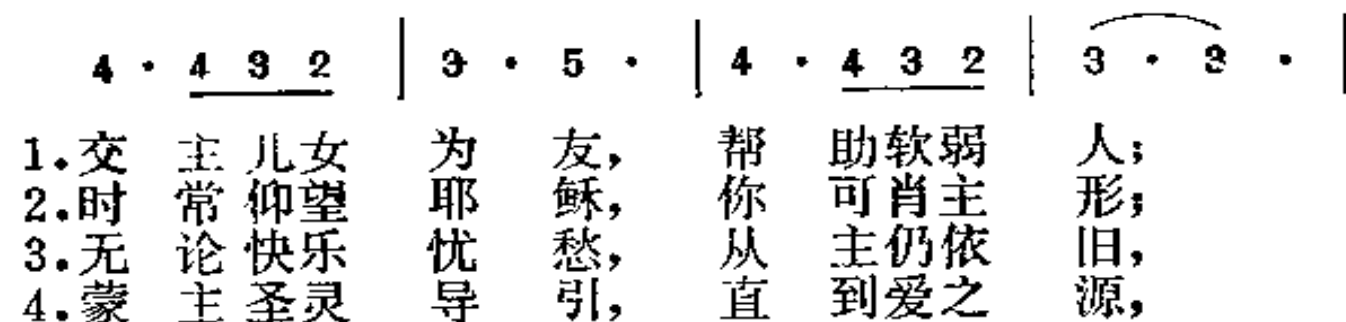 4 · 4 3 2 | 3 · 5 · | 4 · 4 3 2 | 3 · 3 · |
1.交 主 儿女 为 友, 帮 助软弱 人;
2.时 常 仰望 耶 稣, 你 可肖主 形;
3.无 论 快乐 忧 愁, 从 主仍依 旧,
4.蒙 主 圣灵 导 引, 直 到爱之 源,